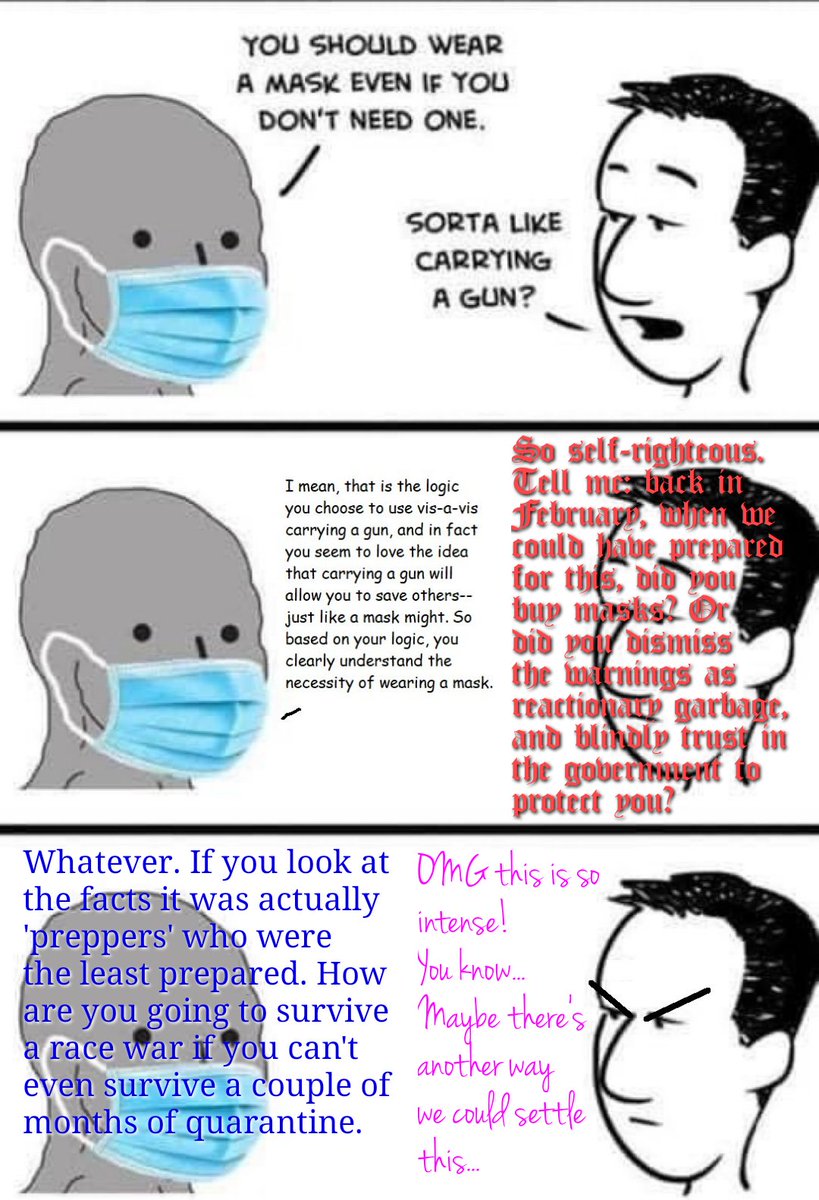 YOU SHOULD WEAR
A MASK EVEN IF YOU
DON'T NEED ONE.
SORTA LIKE
CARRYING
A GUN?
I mean, that is the logic
you choose to use vis-a-vis
carrying a gun, and in fact
you seem to love the idea
that carrying a gun will
allow you to save others--
just like a mask might. So
based on your logic, you
clearly understand the
necessity of wearing a mask.
So self-righteous.
Tell me: back in
February, when we
could have prepared
for this, did you
buy masks? Or
did you dismiss
the warnings as
reactionary garbage,
and blindly trust in
the government to
protect you?
Whatever. If you look at
the facts it was actually
'preppers' who were
the least prepared. How
are you going to survive
a race war if you can't
even survive a couple of
months of quarantine.
OMG this is so
intense!
You know...
Maybe there's
another way
we could settle
this...